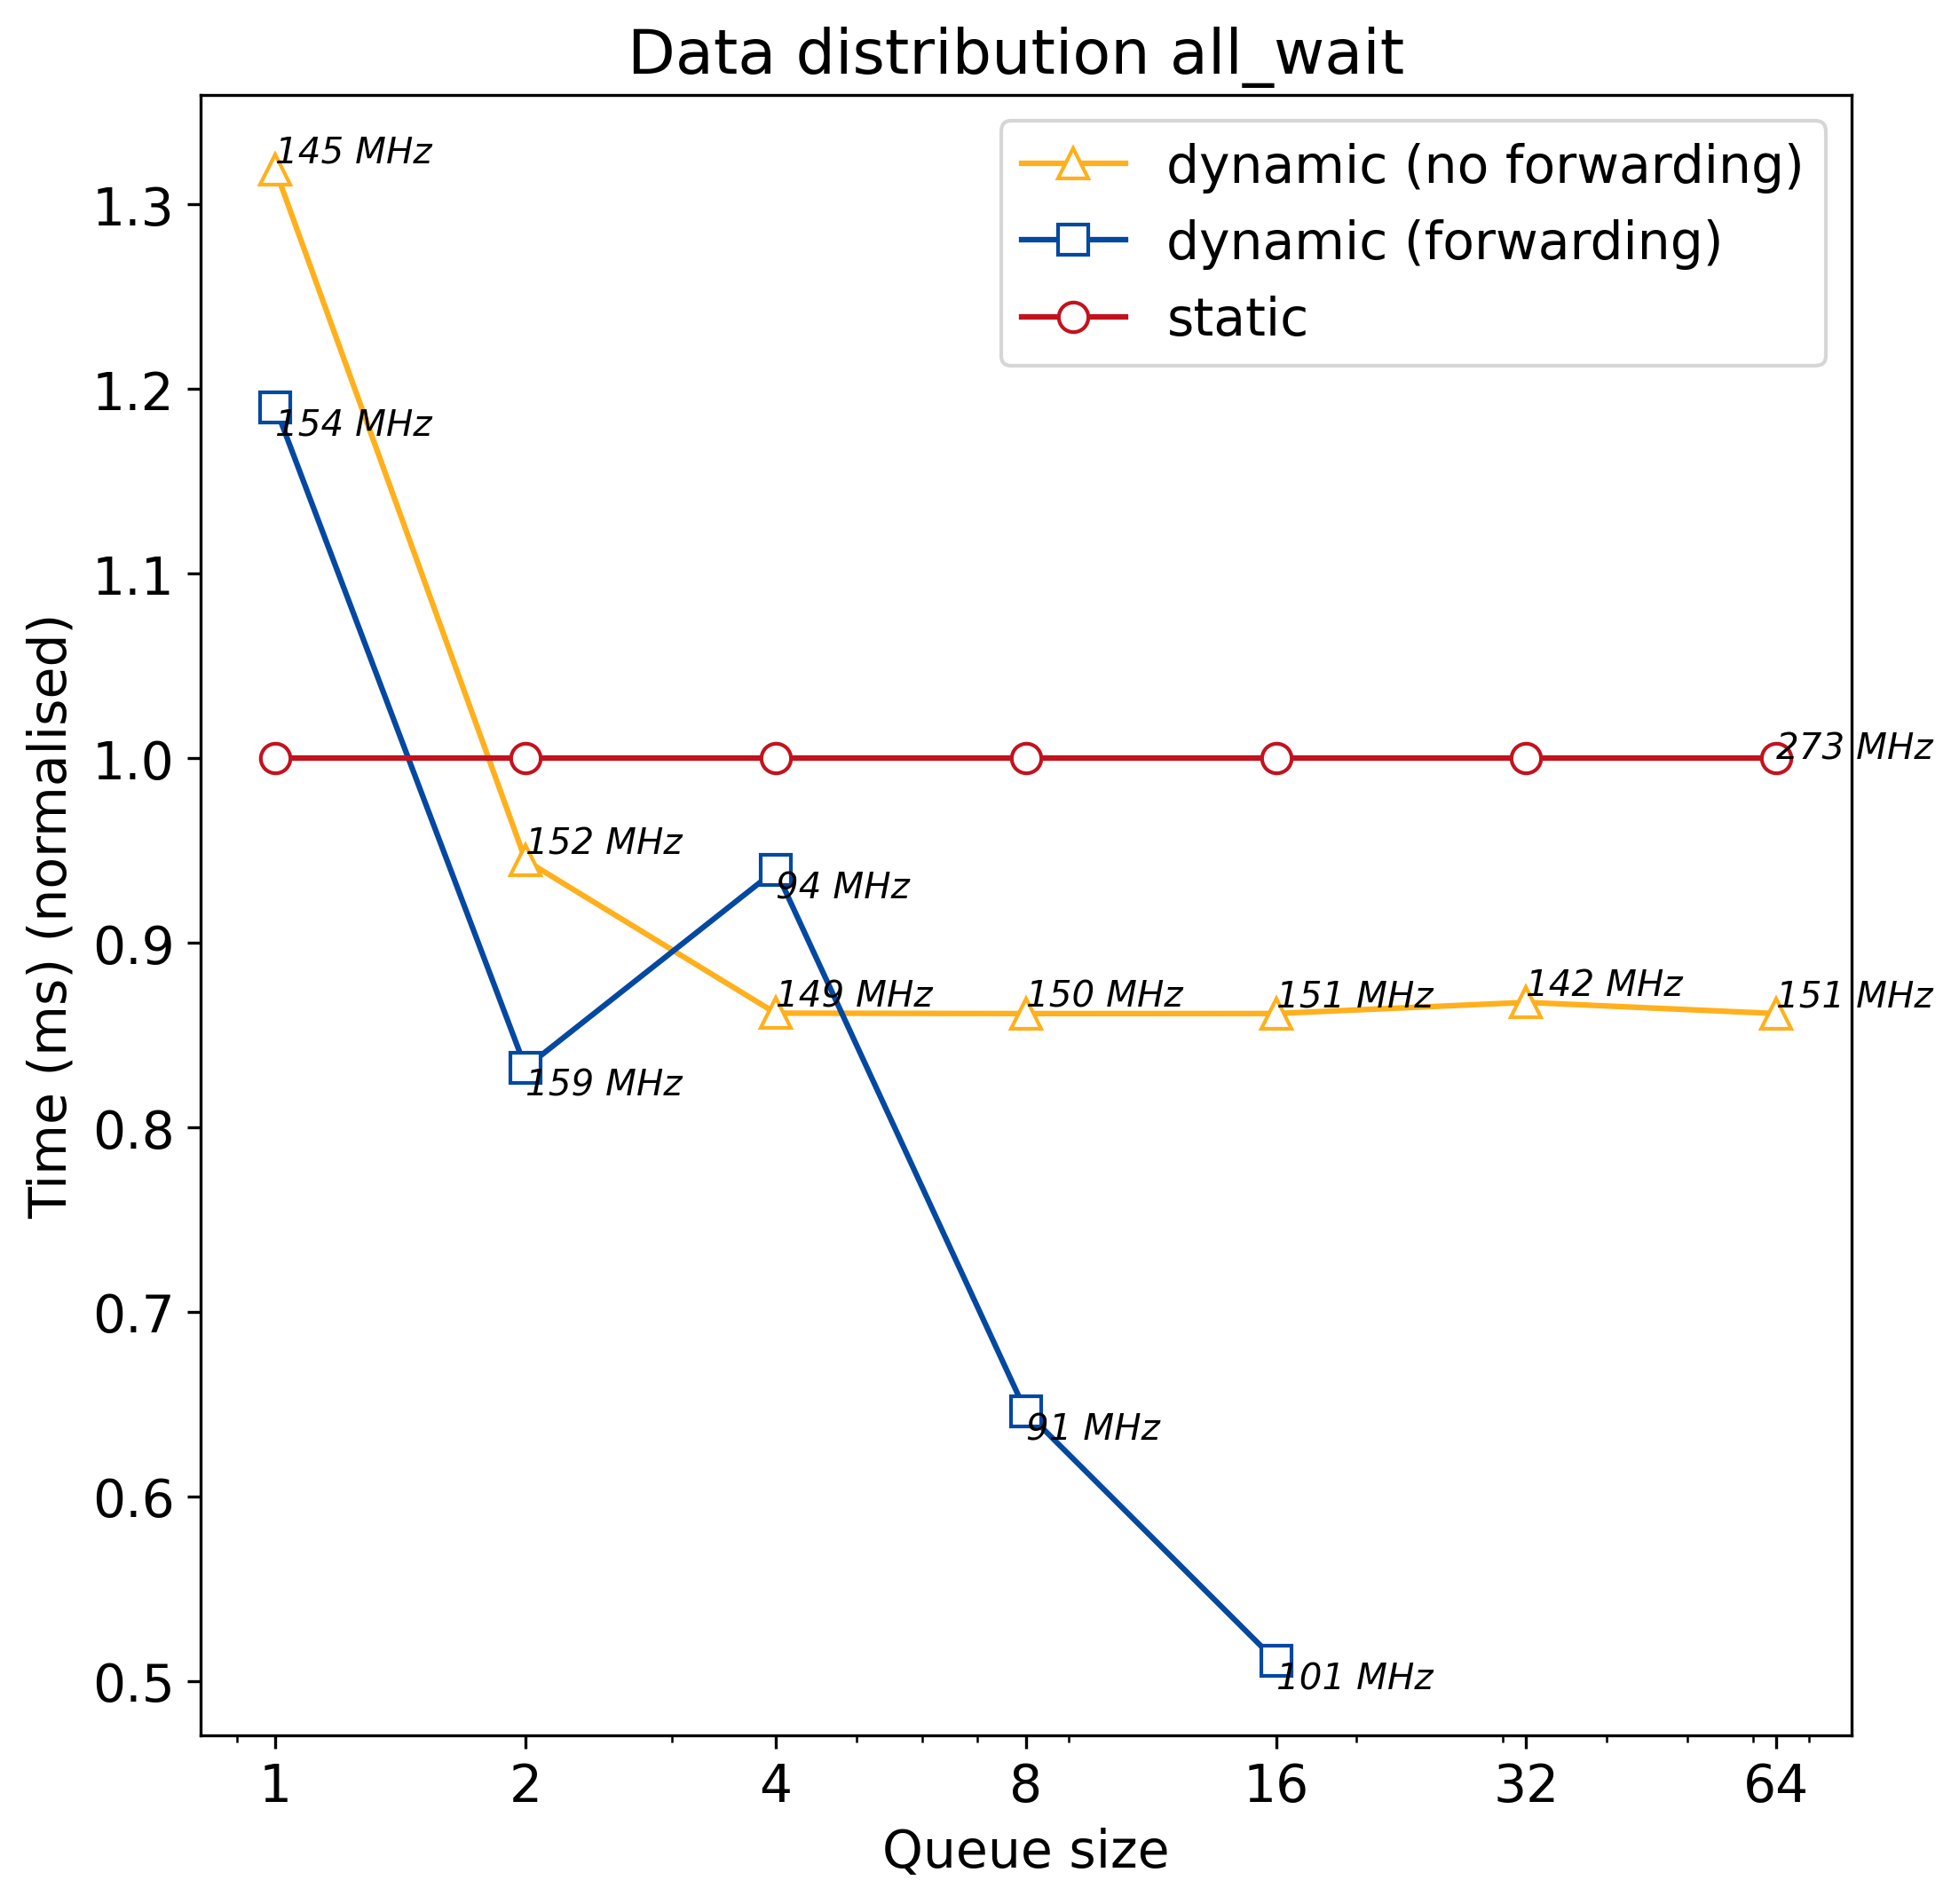 Data distribution all_wait
dynamic (no forwarding)
dynamic (forwarding)
static
145 MHz
154 MHz
152 MHz
159 MHz
94 MHz
149 MHz
150 MHz
151 MHz
142 MHz
151 MHz
273 MHz
91 MHz
101 MHz
Time (ms) (normalised)
1.3
1.2
1.1
1.0
0.9
0.8
0.7
0.6
0.5
1 2 4 8 16 32 64
Queue size